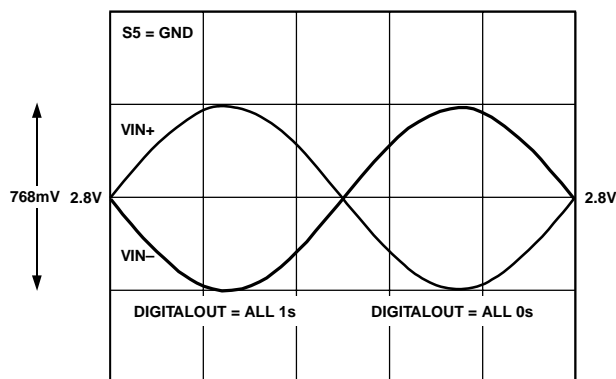 S5 = GND
VIN+
768mV
2.8V
2.8V
VIN–
DIGITALOUT = ALL 1s
DIGITALOUT = ALL 0s